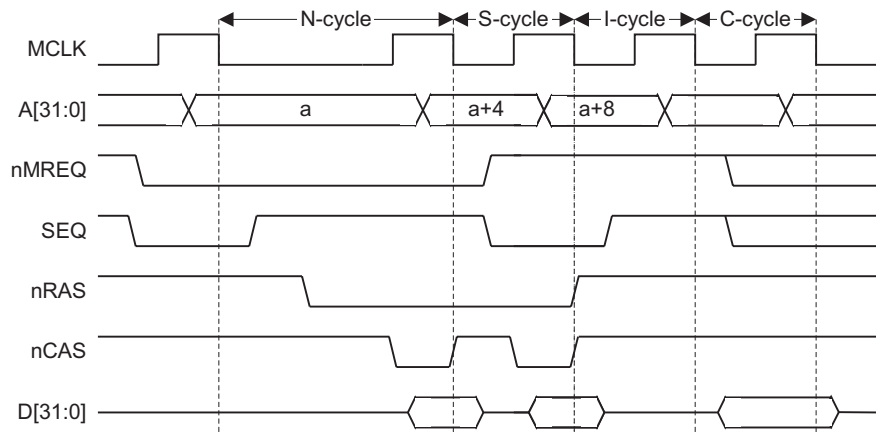 N-cycle S-cycle I-cycle C-cycle
MCLK
A[31:0] a a+4 a+8
nMREQ
SEQ
nRAS
nCAS
D[31:0]